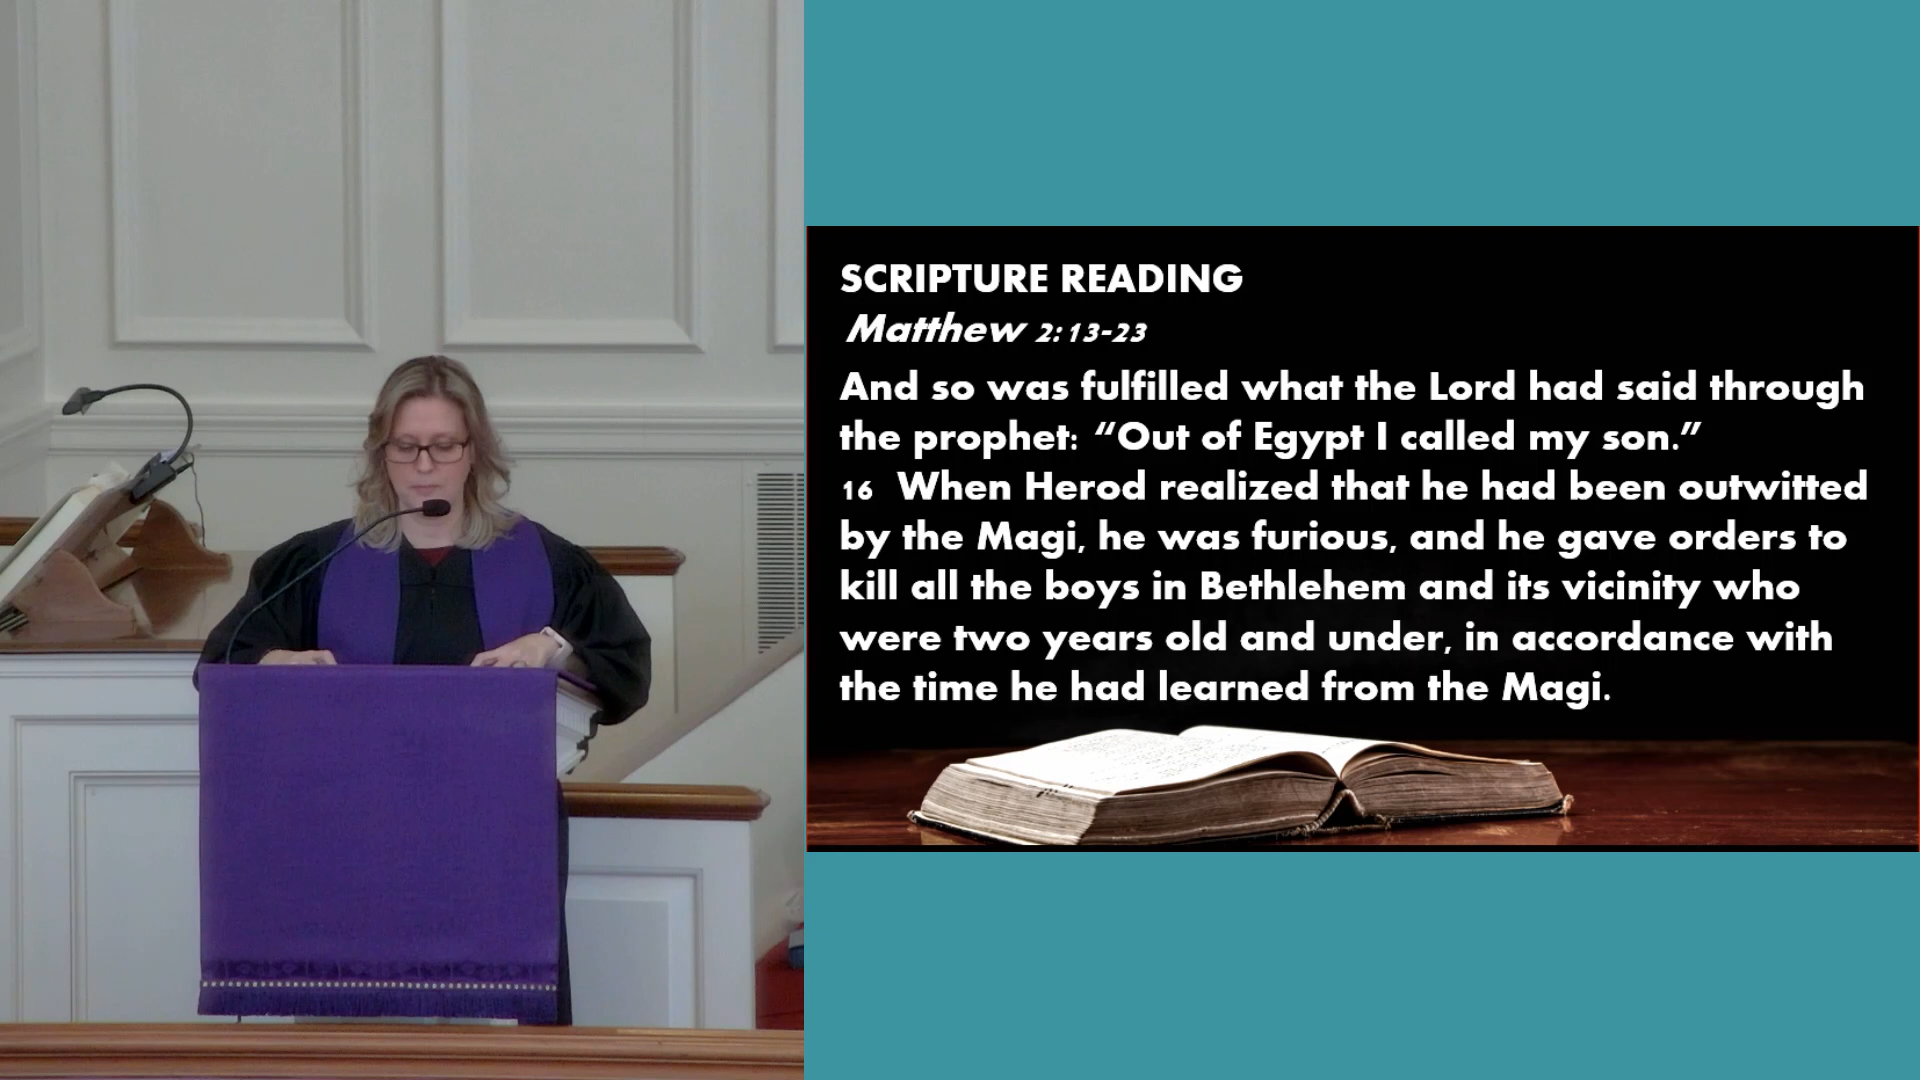 SCRIPTURE READING
Matthew 2:13-23
And so was fulfilled what the Lord had said through
the prophet: “Out of Egypt I called my son.”
16 When Herod realized that he had been outwitted
by the Magi, he was furious, and he gave orders to
kill all the boys in Bethlehem and its vicinity who
were two years old and under, in accordance with
the time he had learned from the Magi.